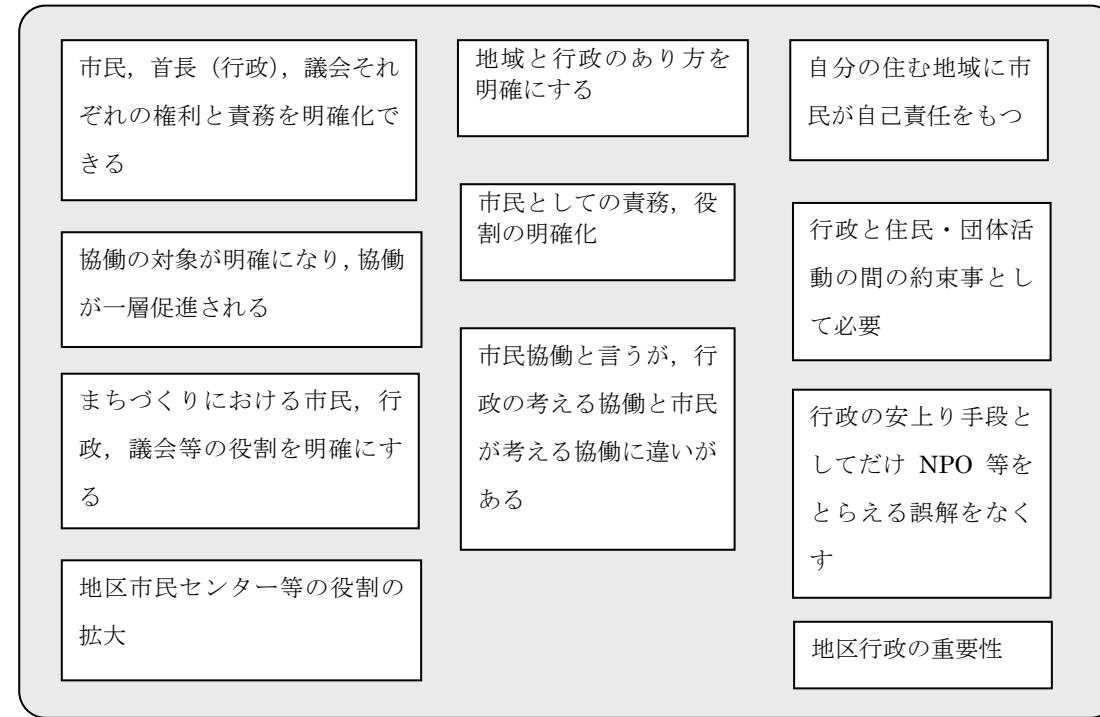 市民，首長（行政），議会それ
ぞれの権利と責務を明確化で
きる
協働の対象が明確になり，協働
が一層促進される
まちづくりにおける市民，行
政，議会等の役割を明確にす
る
地区市民センター等の役割の
拡大
地域と行政のあり方を
明確にする
市民としての責務，役
割の明確化
市民協働と言うが，行
政の考える協働と市民
が考える協働に違いが
ある
自分の住む地域に市
民が自己責任をもつ
行政と住民・団体活
動の間の約束事とし
て必要
行政の安上り手段と
してだけ NPO 等を
とらえる誤解をなく
す
地区行政の重要性